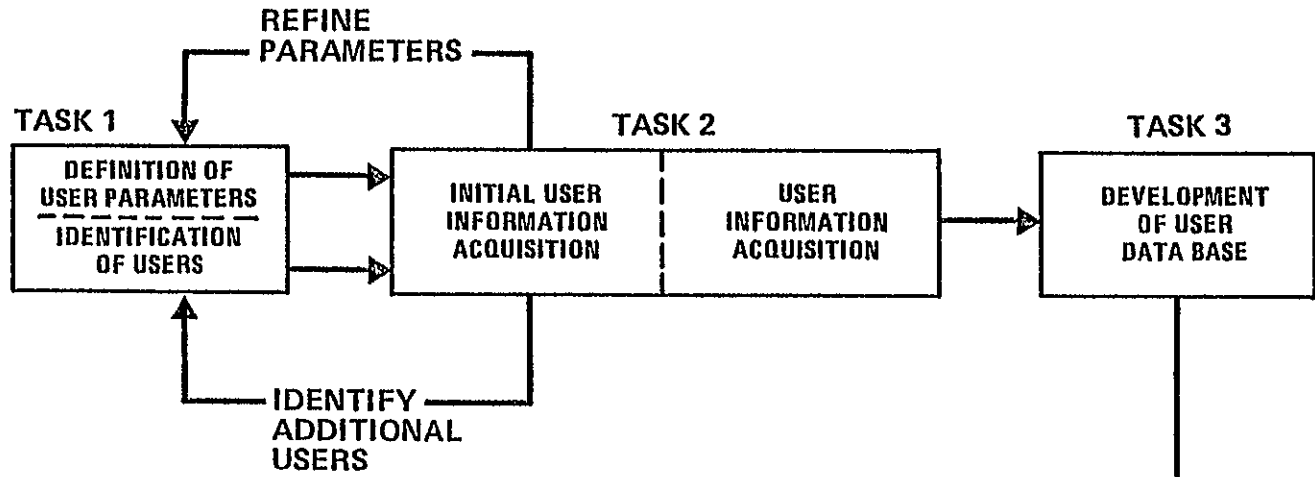 REFINE
PARAMETERS
TASK 1
TASK 2
TASK 3
DEFINITION OF
USER PARAMETERS
IDENTIFICATION
OF USERS
INITIAL USER
INFORMATION
ACQUISITION
USER
INFORMATION
ACQUISITION
DEVELOPMENT
OF USER
DATA BASE
IDENTIFY
ADDITIONAL
USERS